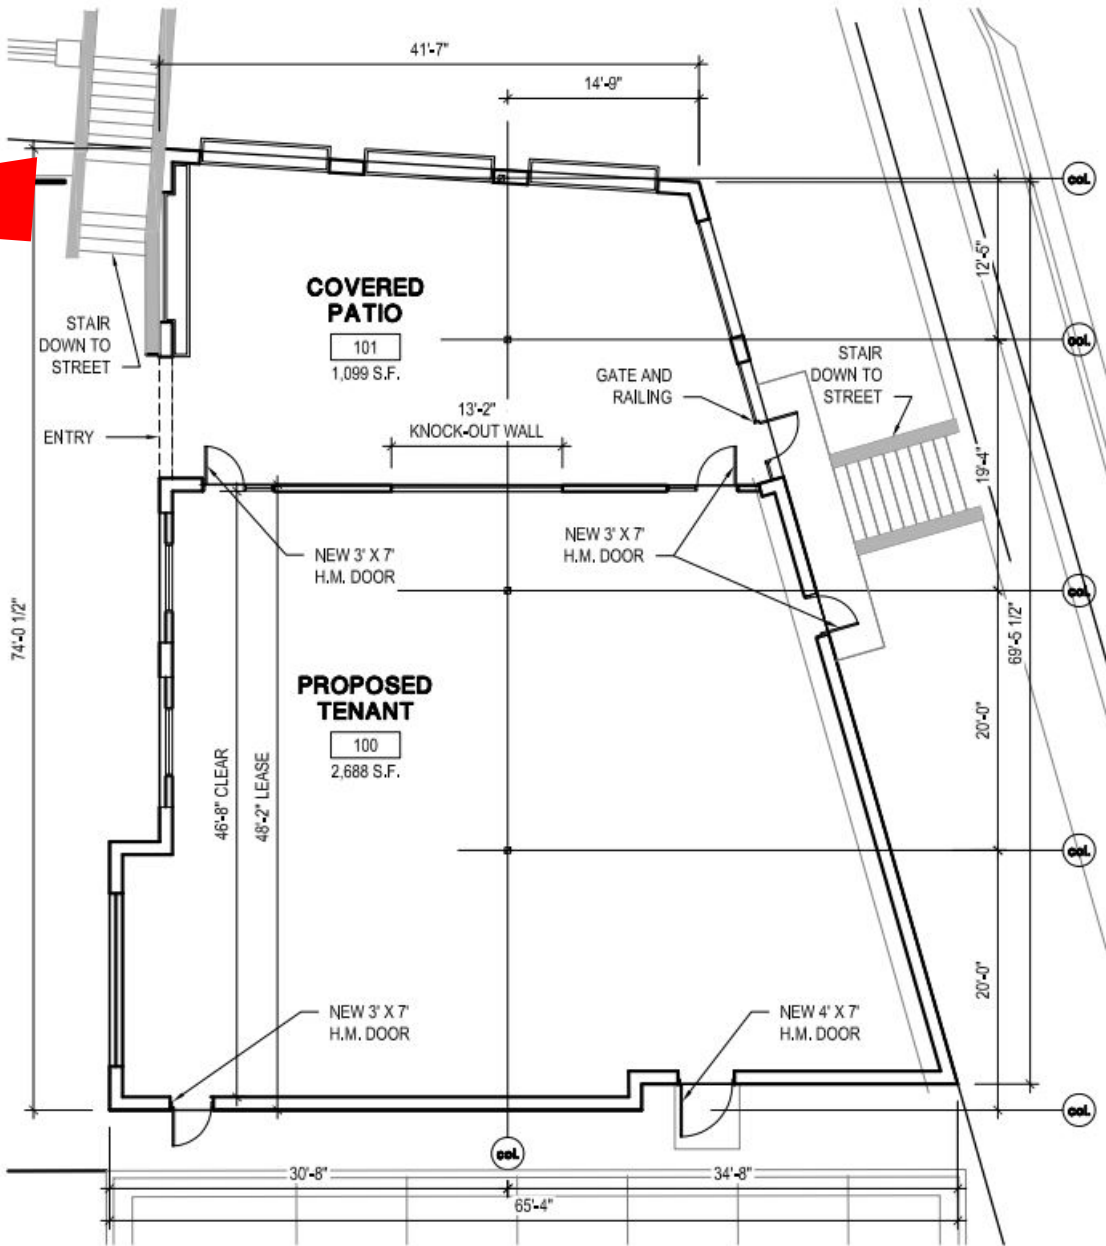 41'-7"
14'-9"
col.
12'-5"
COVERED
PATIO
101
1,099 S.F.
STAIR
DOWN TO
STREET
col.
STAIR
DOWN TO
STREET
GATE AND
RAILING
13'-2"
KNOCK-OUT WALL
ENTRY
19'-4"
NEW 3' X 7'
H.M. DOOR
NEW 3' X 7'
H.M. DOOR
col.
74'-0 1/2"
69'-5 1/2"
PROPOSED
TENANT
100
2,688 S.F.
20'-0"
46'-8" CLEAR
48'-2" LEASE
col.
20'-0"
NEW 3' X 7'
H.M. DOOR
NEW 4' X 7'
H.M. DOOR
col.
col.
30'-8"
34'-8"
65'-4"